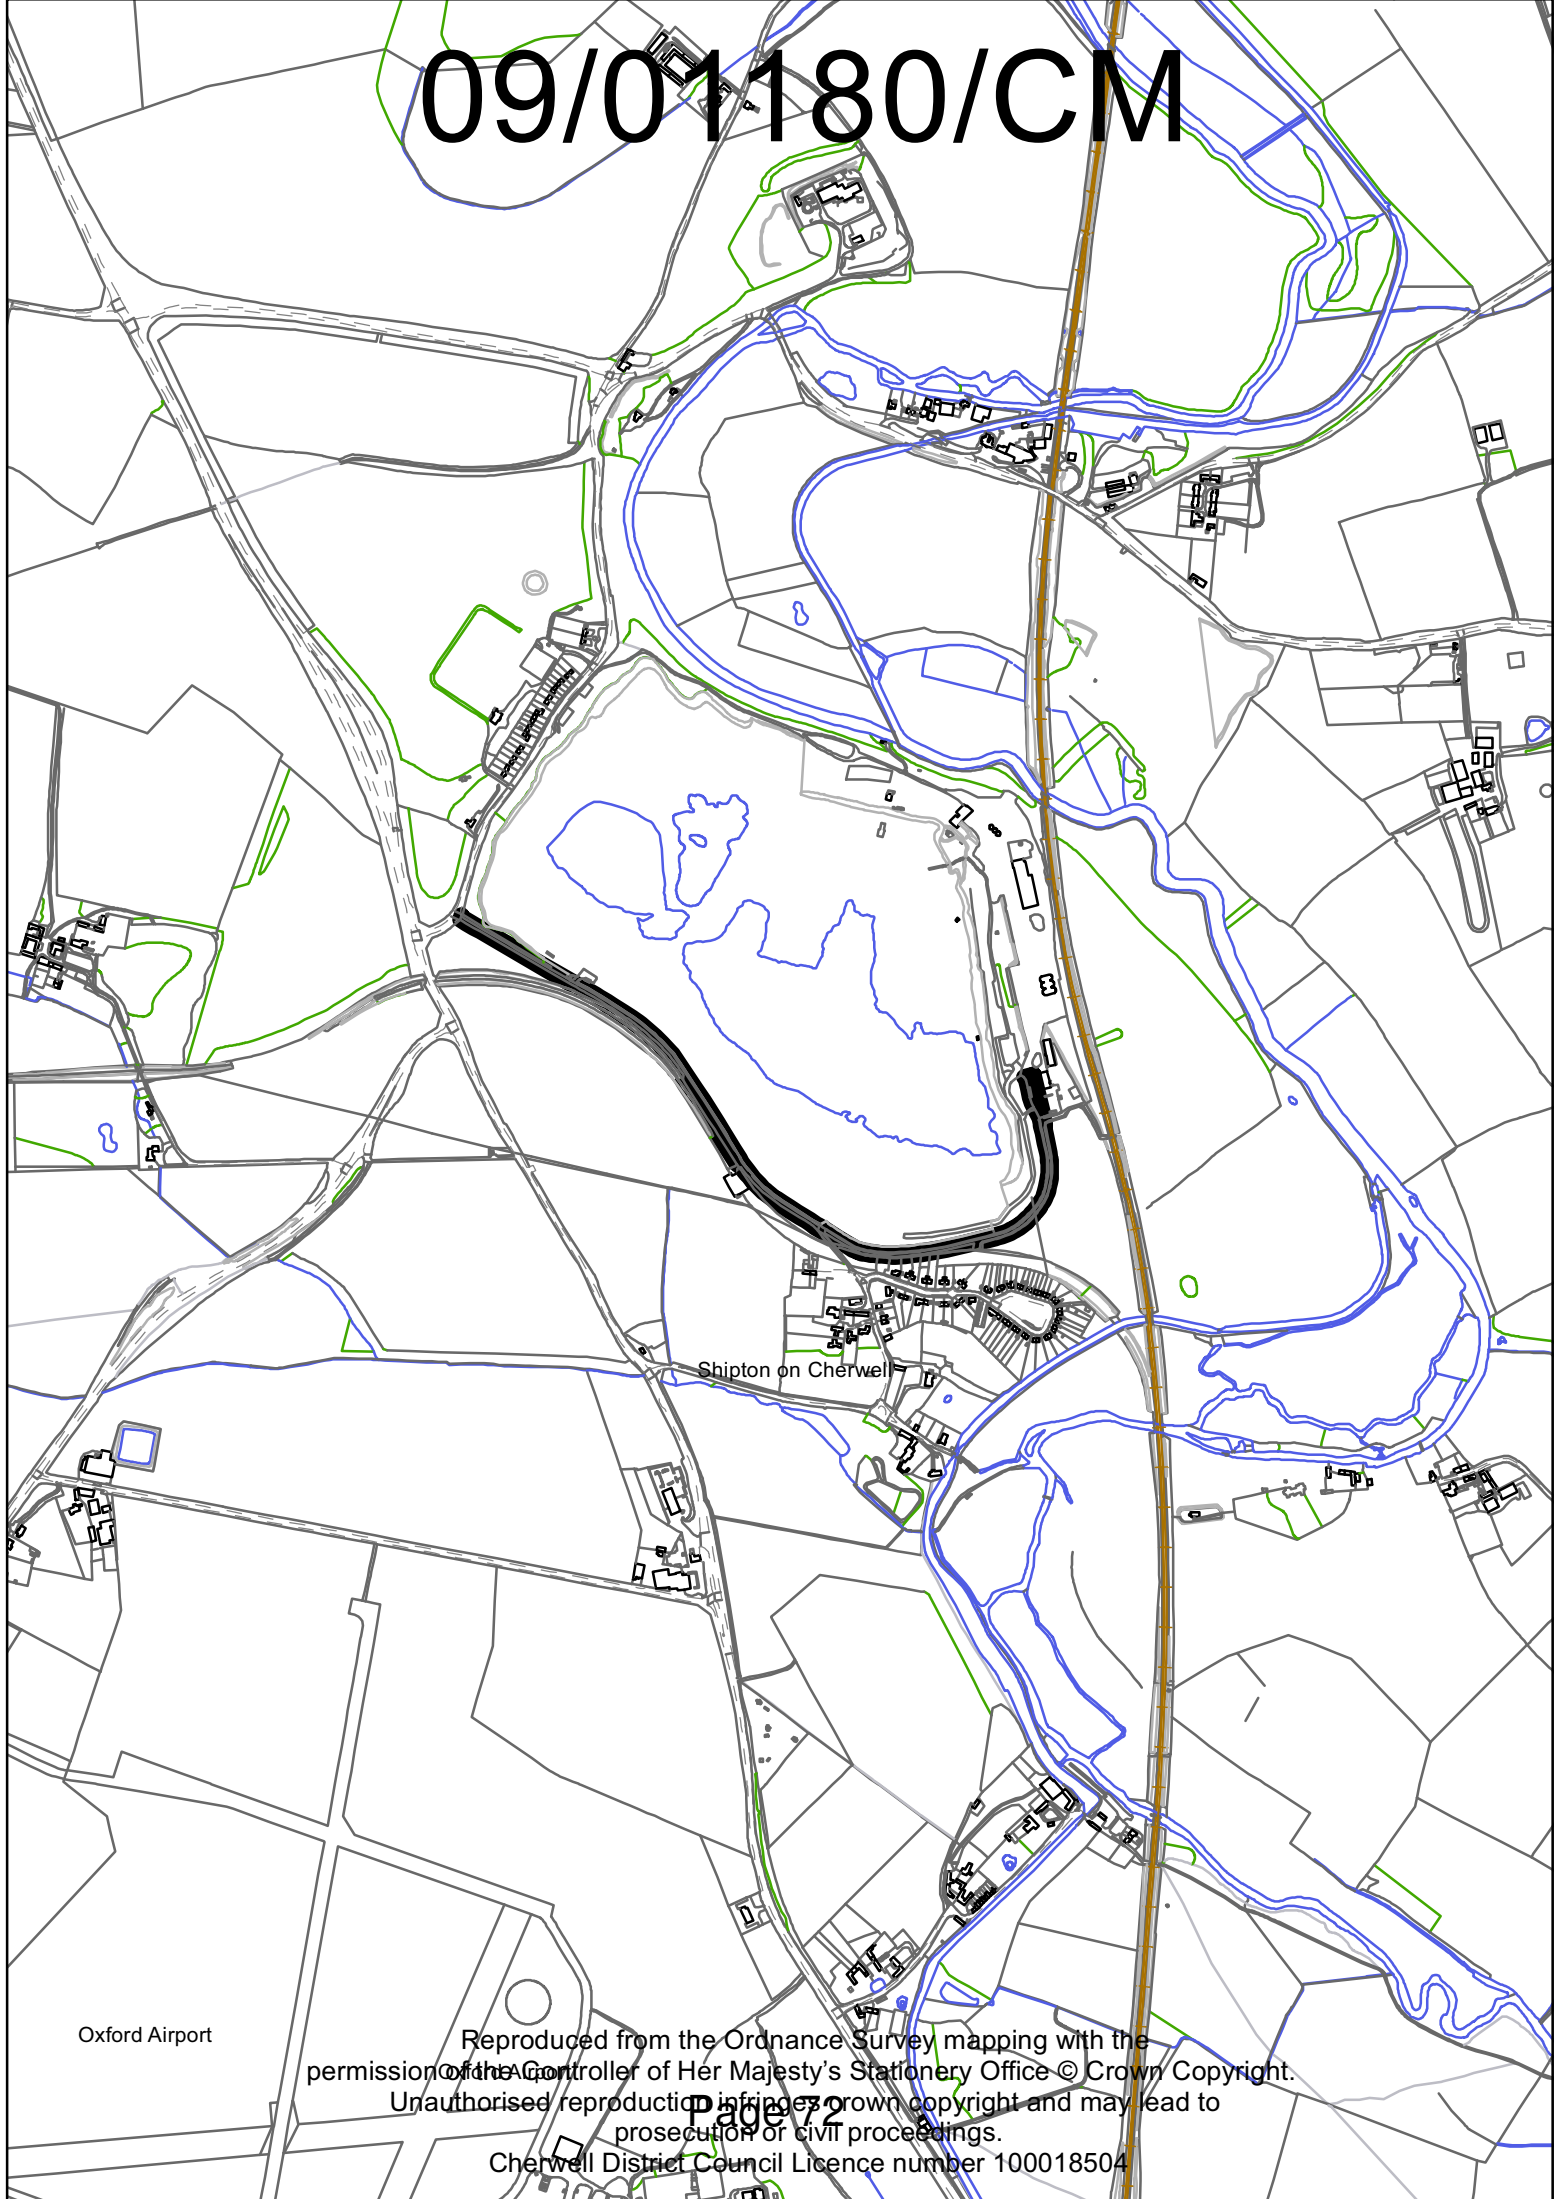 09/01180/CM
Shipton on Cherwell
Oxford Airport
Reproduced from the Ordnance Survey mapping with the
permission of the Controller of Her Majesty's Stationery Office © Crown Copyright.
Oxford Airport
Unauthorised reproduction infringes crown copyright and may lead to
Page 72
prosecution or civil proceedings.
Cherwell District Council Licence number 100018504